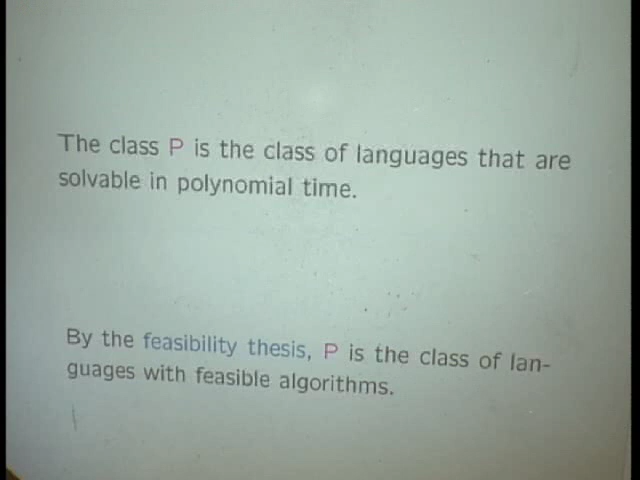 The class P is the class of languages that are
solvable in polynomial time.
By the feasibility thesis, P is the class of lan-
guages with feasible algorithms.